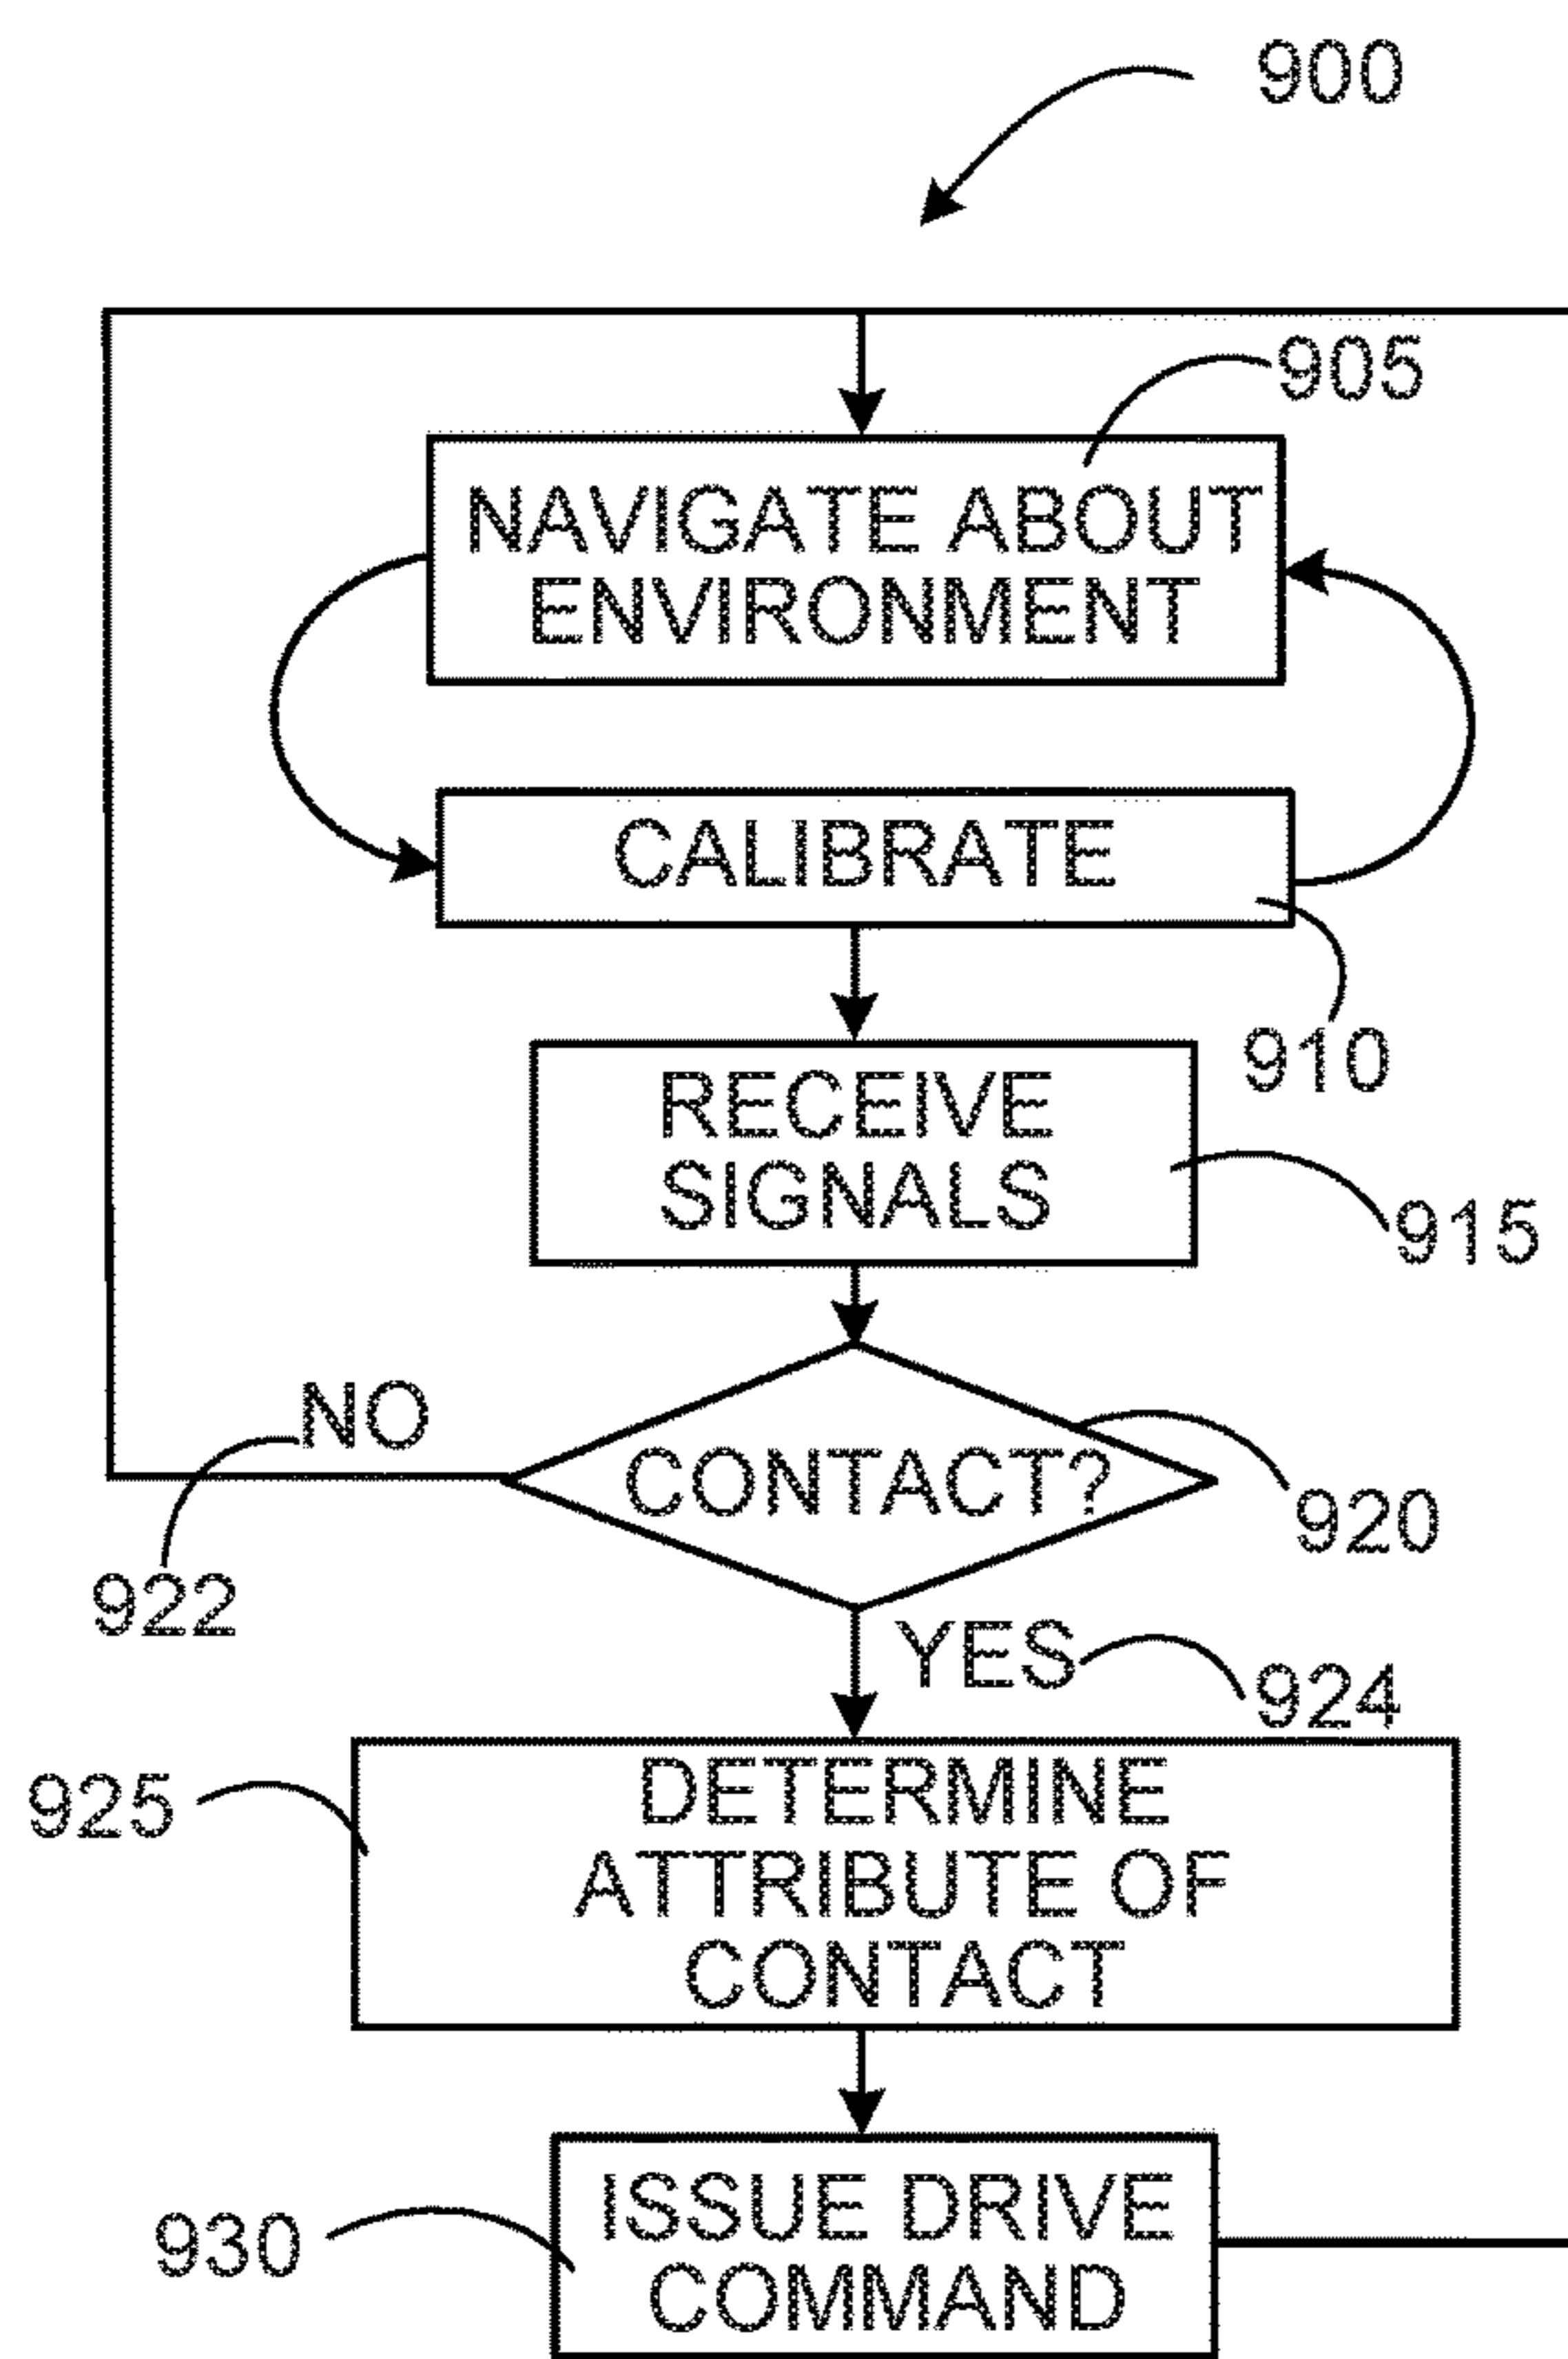 900
905
NAVIGATE ABOUT
ENVIRONMENT
CALIBRATE
910
RECEIVE
SIGNALS
915
NO
CONTACT?
920
922
YES
924
925
DETERMINE
ATTRIBUTE OF
CONTACT
930
ISSUE DRIVE
COMMAND